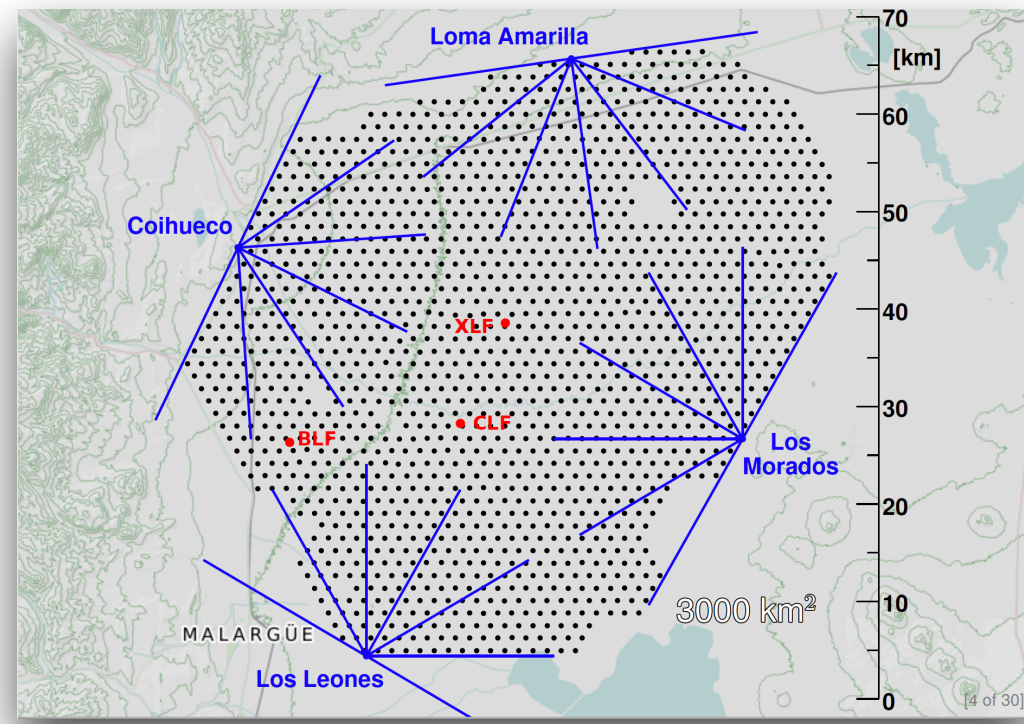 Loma Amarilla
70
[km]
60
50
Coihueco
40
XLF
30
CLF
BLF
Los
Morados
20
10
3000 km²
MALARGÜE
Los Leones
0
[4 of 30]